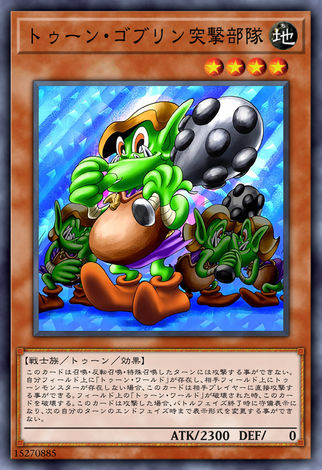 トゥーン・ゴブリン突撃部隊
地
ち
【戦士族／トゥーン／効果】
このカードは召喚・反転召喚・特殊召喚したターンには攻撃する事ができない。
自分フィールド上に「トゥーン・ワールド」が存在し、相手フィールド上にトゥ
ーンモンスターが存在しない場合、このカードは相手プレイヤーに直接攻撃す
る事ができる。フィールド上の「トゥーン・ワールド」が破壊された時、このカー
ドを破壊する。このカードは攻撃した場合、バトルフェイズ終了時に守備表示に
なり、次の自分のターンのエンドフェイズ時まで表示形式を変更する事ができ
ない。
ATK/2300 DEF/ 0
15270885